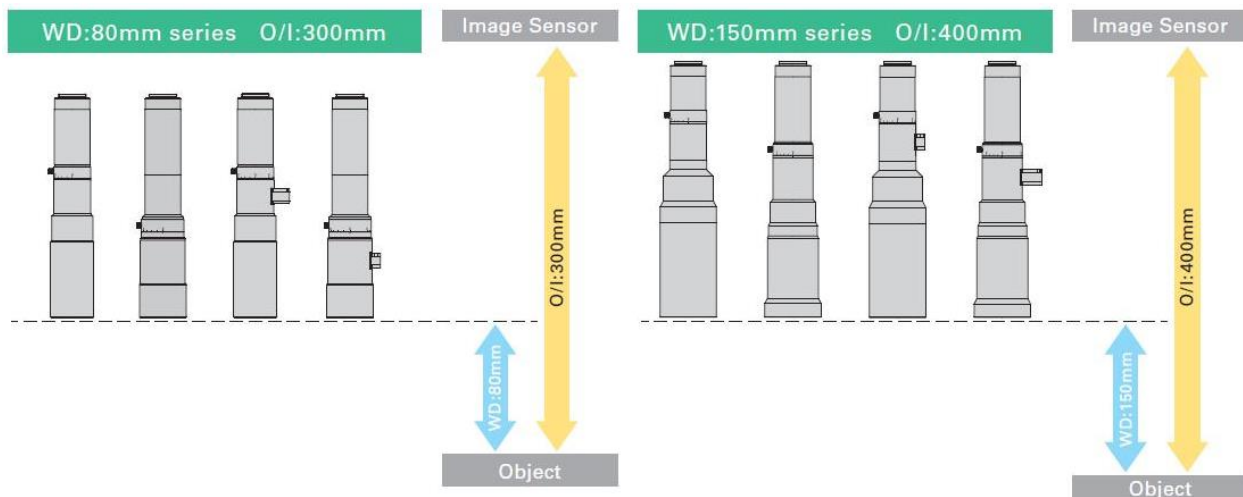 WD:80mm series O/I:300mm
Image Sensor
O/I:300mm
WD:80mm
Object
WD:150mm series O/I:400mm
Image Sensor
O/I:400mm
WD:150mm
Object